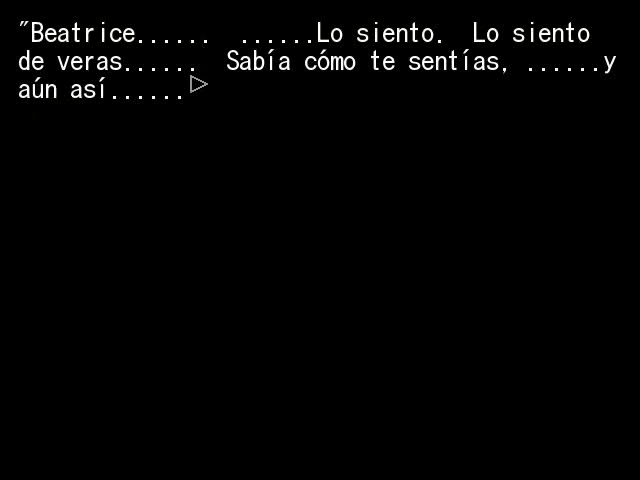 "Beatrice......  ......Lo siento.  Lo siento
de veras......  Sabía cómo te sentías, ......y
aún así......